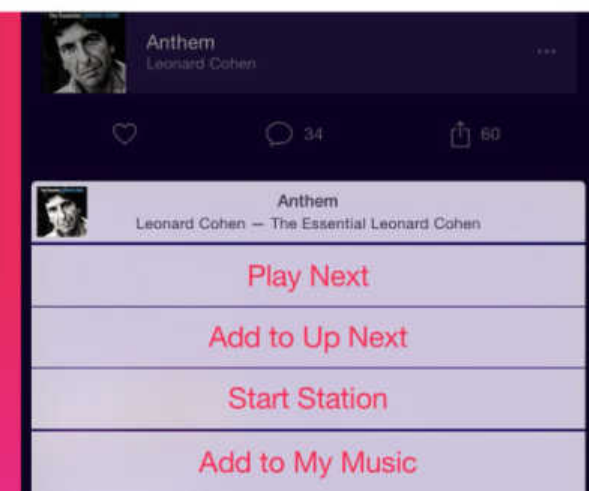 Anthem
Leonard Cohen
34
60
Anthem
Leonard Cohen — The Essential Leonard Cohen
Play Next
Add to Up Next
Start Station
Add to My Music